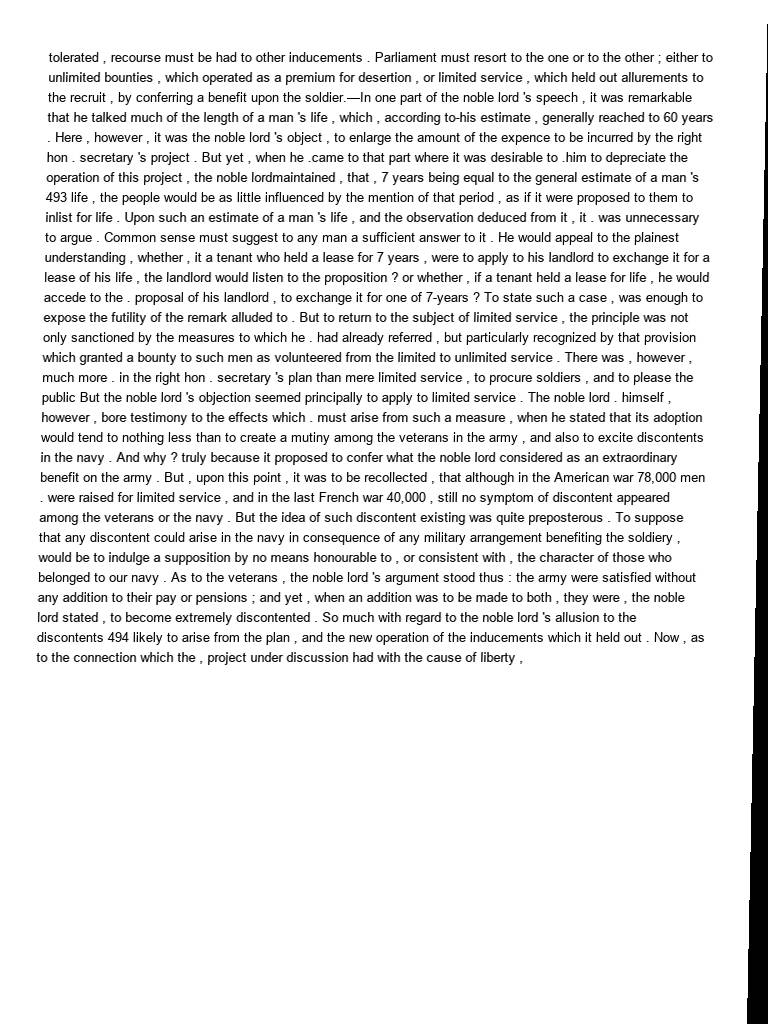 tolerated , recourse must be had to other inducements . Parliament must resort to the one or to the other ; either to
unlimited bounties , which operated as a premium for desertion , or limited service , which held out allurements to
the recruit , by conferring a benefit upon the soldier.—In one part of the noble lord 's speech , it was remarkable
that he talked much of the length of a man 's life , which , according to-his estimate , generally reached to 60 years
. Here , however , it was the noble lord 's object , to enlarge the amount of the expence to be incurred by the right
hon . secretary 's project . But yet , when he .came to that part where it was desirable to .him to depreciate the
operation of this project , the noble lordmaintained , that , 7 years being equal to the general estimate of a man 's
493 life , the people would be as little influenced by the mention of that period , as if it were proposed to them to
inlist for life . Upon such an estimate of a man 's life , and the observation deduced from it , it . was unnecessary
to argue . Common sense must suggest to any man a sufficient answer to it . He would appeal to the plainest
understanding , whether , it a tenant who held a lease for 7 years , were to apply to his landlord to exchange it for a
lease of his life , the landlord would listen to the proposition ? or whether , if a tenant held a lease for life , he would
accede to the . proposal of his landlord , to exchange it for one of 7-years ? To state such a case , was enough to
expose the futility of the remark alluded to . But to return to the subject of limited service , the principle was not
only sanctioned by the measures to which he . had already referred , but particularly recognized by that provision
which granted a bounty to such men as volunteered from the limited to unlimited service . There was , however ,
much more . in the right hon . secretary 's plan than mere limited service , to procure soldiers , and to please the
public But the noble lord 's objection seemed principally to apply to limited service . The noble lord . himself ,
however , bore testimony to the effects which . must arise from such a measure , when he stated that its adoption
would tend to nothing less than to create a mutiny among the veterans in the army , and also to excite discontents
in the navy . And why ? truly because it proposed to confer what the noble lord considered as an extraordinary
benefit on the army . But , upon this point , it was to be recollected , that although in the American war 78,000 men
. were raised for limited service , and in the last French war 40,000 , still no symptom of discontent appeared
among the veterans or the navy . But the idea of such discontent existing was quite preposterous . To suppose
that any discontent could arise in the navy in consequence of any military arrangement benefiting the soldiery ,
would be to indulge a supposition by no means honourable to , or consistent with , the character of those who
belonged to our navy . As to the veterans , the noble lord 's argument stood thus : the army were satisfied without
any addition to their pay or pensions ; and yet , when an addition was to be made to both , they were , the noble
lord stated , to become extremely discontented . So much with regard to the noble lord 's allusion to the
discontents 494 likely to arise from the plan , and the new operation of the inducements which it held out . Now , as
to the connection which the , project under discussion had with the cause of liberty ,